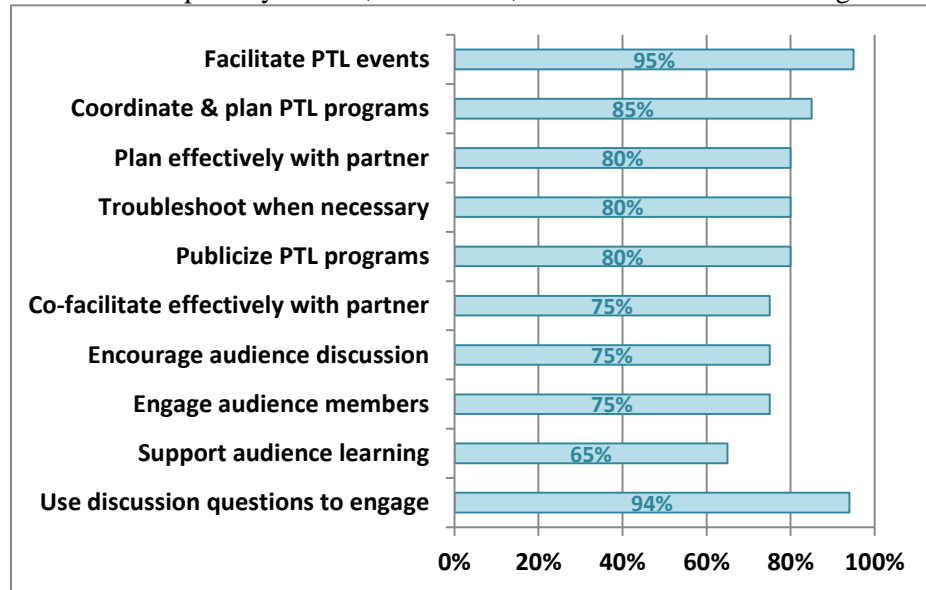 Facilitate PTL events 95%
Coordinate & plan PTL programs 85%
Plan effectively with partner 80%
Troubleshoot when necessary 80%
Publicize PTL programs 80%
Co-facilitate effectively with partner 75%
Encourage audience discussion 75%
Engage audience members 75%
Support audience learning 65%
Use discussion questions to engage 94%
0% 20% 40% 60% 80% 100%